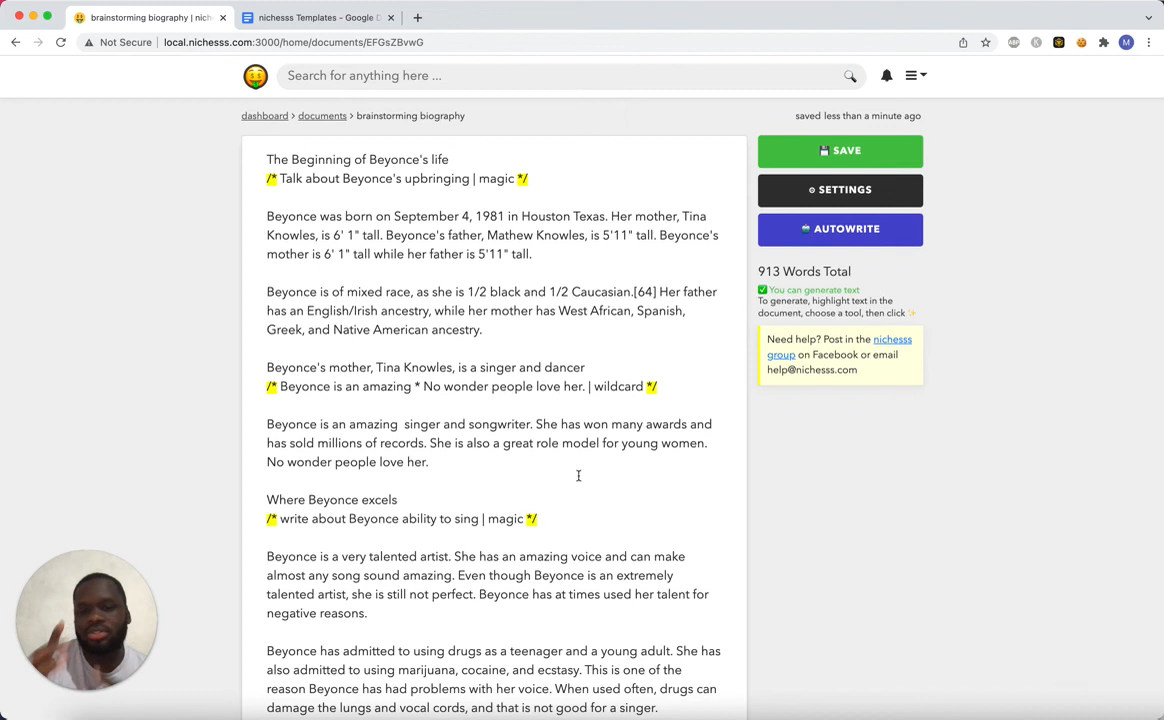 brainstorming biography | nich
nichesss Templates - Google D
Not Secure | local.nichesss.com:3000/home/documents/EFGsZBvwG
ABP
M
Search for anything here ...
dashboard > documents > brainstorming biography
saved less than a minute ago
The Beginning of Beyonce's life
/* Talk about Beyonce's upbringing | magic */
Beyonce was born on September 4, 1981 in Houston Texas. Her mother, Tina
Knowles, is 6' 1" tall. Beyonce's father, Mathew Knowles, is 5'11" tall. Beyonce's
mother is 6' 1" tall while her father is 5'11" tall.
Beyonce is of mixed race, as she is 1/2 black and 1/2 Caucasian.[64] Her father
has an English/Irish ancestry, while her mother has West African, Spanish,
Greek, and Native American ancestry.
Beyonce's mother, Tina Knowles, is a singer and dancer
/* Beyonce is an amazing * No wonder people love her. | wildcard */
Beyonce is an amazing  singer and songwriter. She has won many awards and
has sold millions of records. She is also a great role model for young women.
No wonder people love her.
Where Beyonce excels
/* write about Beyonce ability to sing | magic */
Beyonce is a very talented artist. She has an amazing voice and can make
almost any song sound amazing. Even though Beyonce is an extremely
talented artist, she is still not perfect. Beyonce has at times used her talent for
negative reasons.
Beyonce has admitted to using drugs as a teenager and a young adult. She has
also admitted to using marijuana, cocaine, and ecstasy. This is one of the
reason Beyonce has had problems with her voice. When used often, drugs can
damage the lungs and vocal cords, and that is not good for a singer.
SAVE
SETTINGS
AUTOWRITE
913 Words Total
You can generate text
To generate, highlight text in the
document, choose a tool, then click
Need help? Post in the nichesss
group on Facebook or email
help@nichesss.com